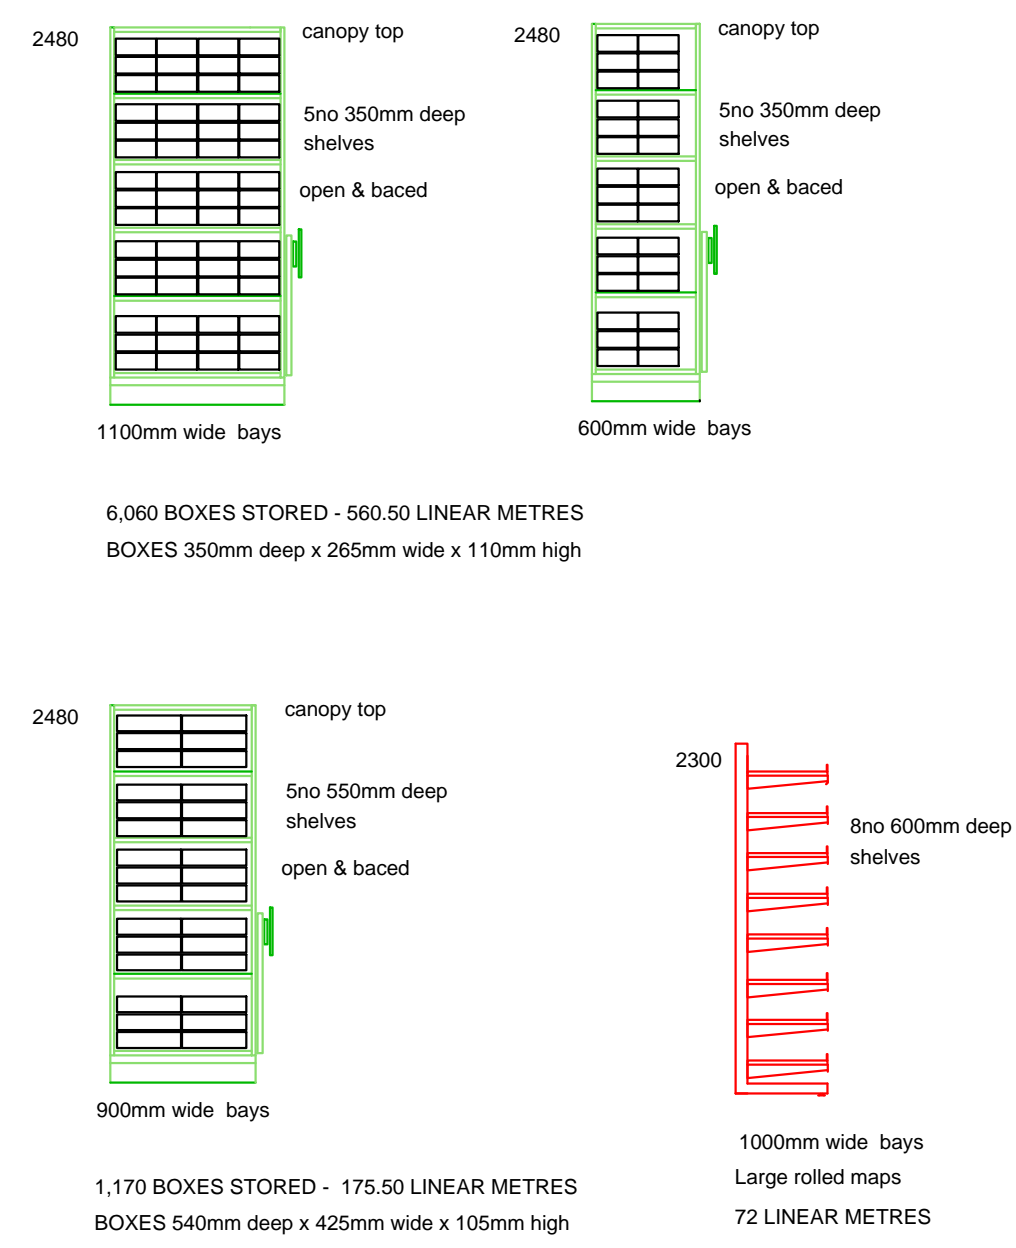 2480
canopy top
5no 350mm deep
shelves
open & baced
1100mm wide bays
2480
canopy top
5no 350mm deep
shelves
open & baced
600mm wide bays
6,060 BOXES STORED - 560.50 LINEAR METRES
BOXES 350mm deep x 265mm wide x 110mm high
2480
canopy top
5no 550mm deep
shelves
open & baced
900mm wide bays
1,170 BOXES STORED - 175.50 LINEAR METRES
BOXES 540mm deep x 425mm wide x 105mm high
2300
8no 600mm deep
shelves
1000mm wide bays
Large rolled maps
72 LINEAR METRES